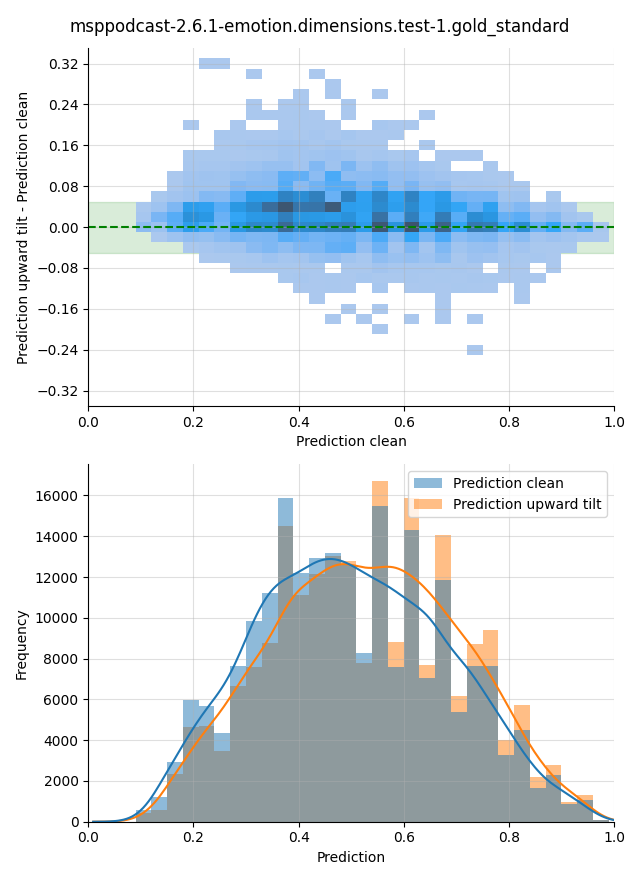 msppodcast-2.6.1-emotion.dimensions.test-1.gold_standard
Prediction upward tilt - Prediction clean
0.32
0.24
0.16
0.08
0.00
−0.08
−0.16
−0.24
−0.32
0.0 0.2 0.4 0.6 0.8 1.0
Prediction clean
Frequency
16000
14000
12000
10000
8000
6000
4000
2000
0
Prediction clean
Prediction upward tilt
0.0 0.2 0.4 0.6 0.8 1.0
Prediction